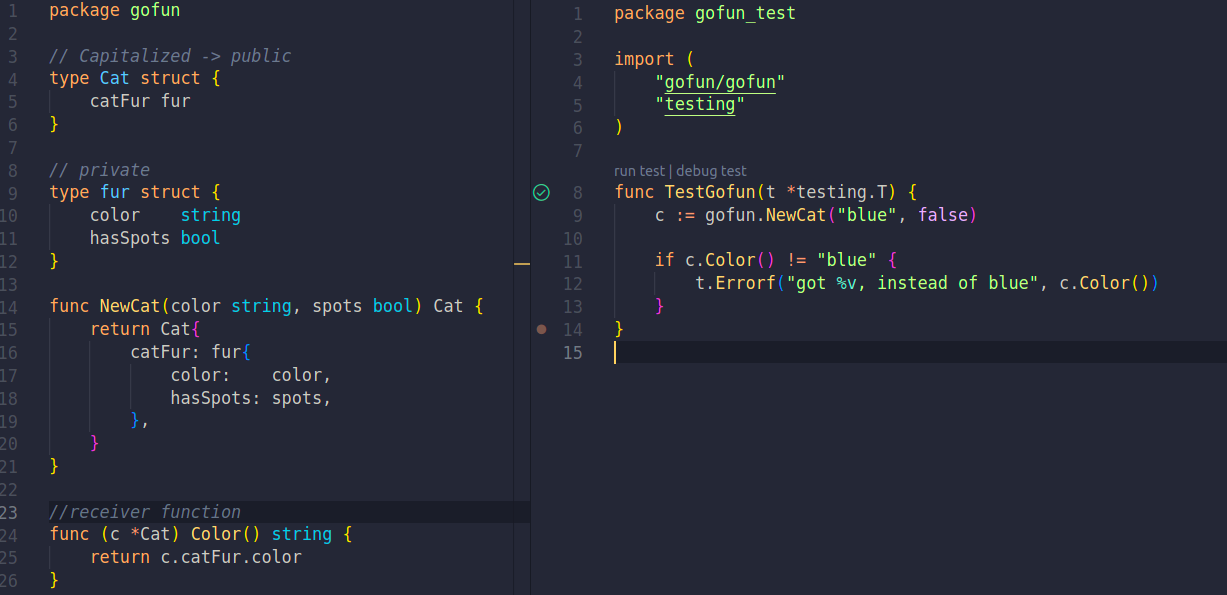 1 package gofun
2
3 // Capitalized -> public
4 type Cat struct {
5     catFur fur
6 }
7
8 // private
9 type fur struct {
10     color    string
11     hasSpots bool
12 }
13
14 func NewCat(color string, spots bool) Cat {
15     return Cat{
16         catFur: fur{
17             color:    color,
18             hasSpots: spots,
19         },
20     }
21 }
22
23 //receiver function
24 func (c *Cat) Color() string {
25     return c.catFur.color
26 }
1 package gofun_test
2
3 import (
4     "gofun/gofun"
5     "testing"
6 )
7
run test | debug test
8 func TestGofun(t *testing.T) {
9     c := gofun.NewCat("blue", false)
10
11     if c.Color() != "blue" {
12         t.Errorf("got %v, instead of blue", c.Color())
13     }
14 }
15